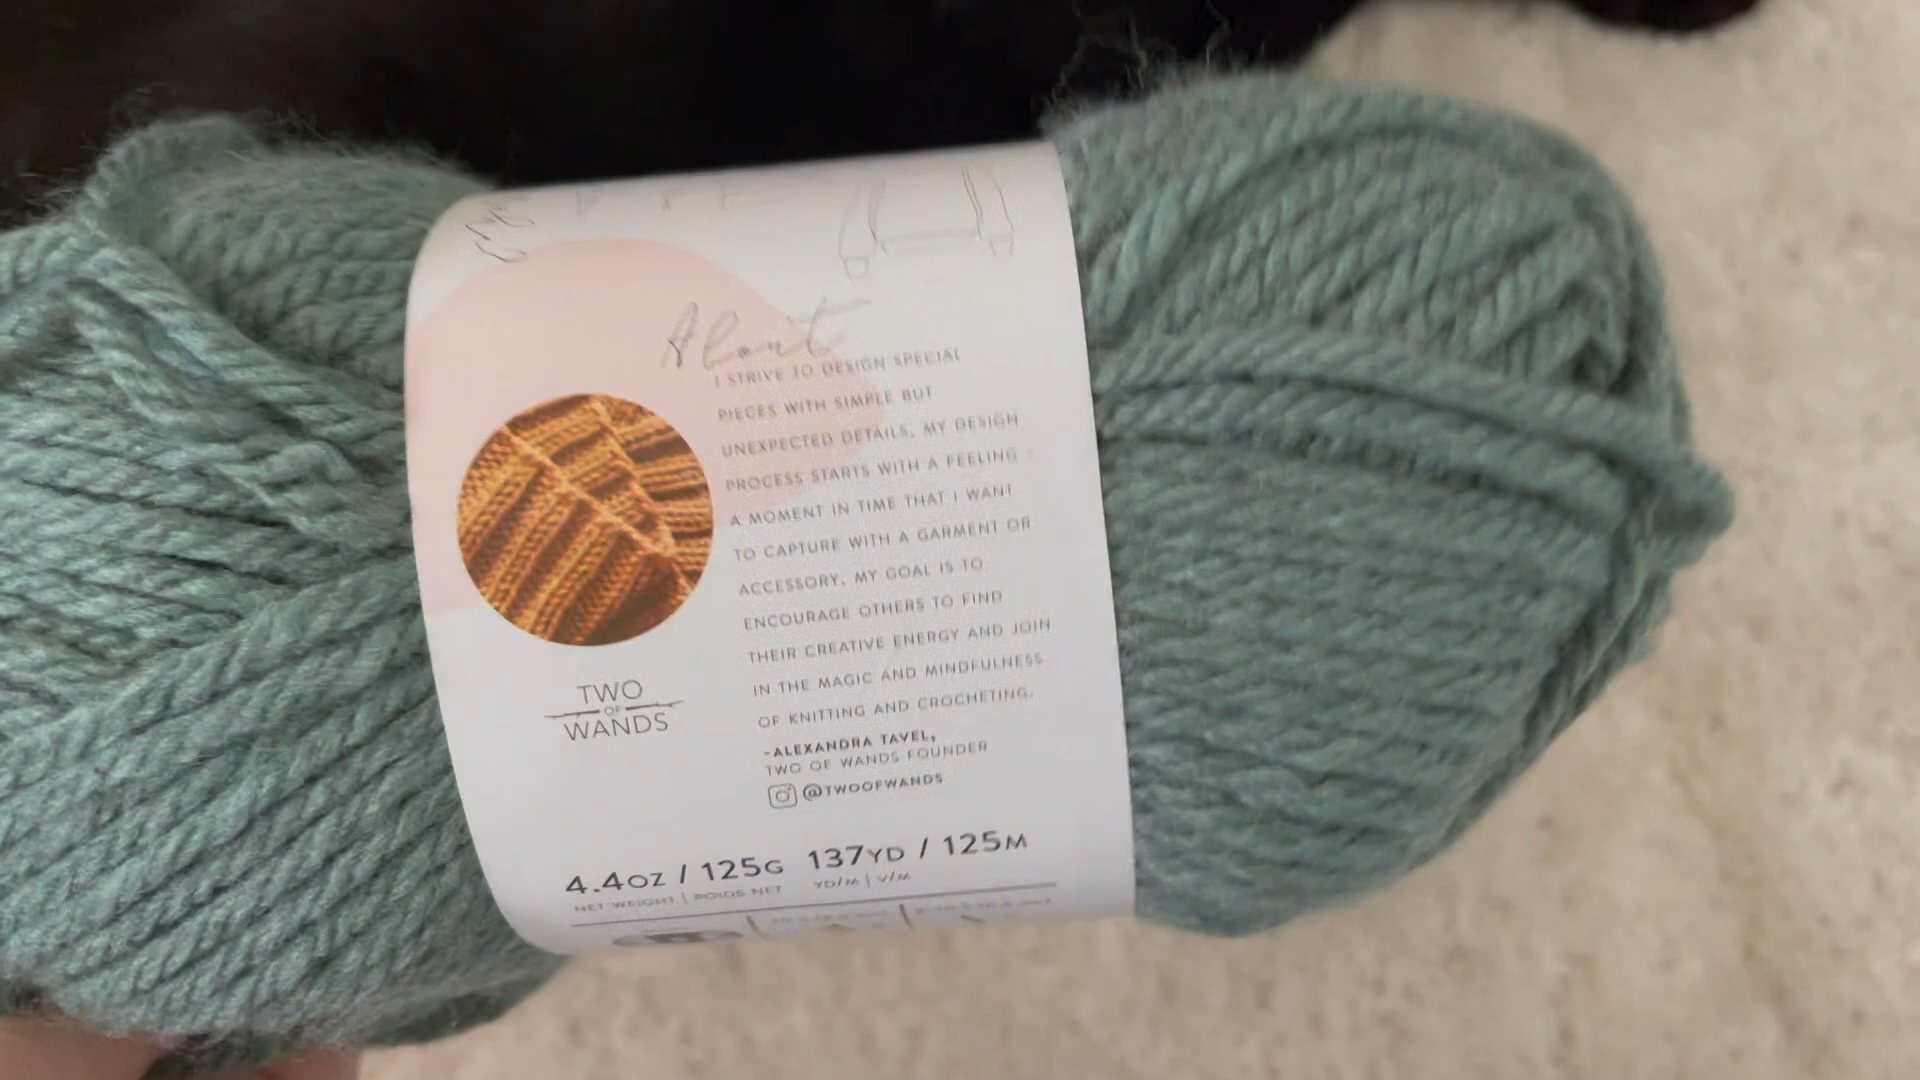 About
I STRIVE TO DESIGN SPECIAL
PIECES WITH SIMPLE BUT
UNEXPECTED DETAILS. MY DESIGN
PROCESS STARTS WITH A FEELING
A MOMENT IN TIME THAT I WANT
TO CAPTURE WITH A GARMENT OR
ACCESSORY. MY GOAL IS TO
ENCOURAGE OTHERS TO FIND
THEIR CREATIVE ENERGY AND JOIN
IN THE MAGIC AND MINDFULNESS
OF KNITTING AND CROCHETING.
-ALEXANDRA TAVEL,
TWO OF WANDS FOUNDER
@TWOOFWANDS
TWO
OF
WANDS
4.4OZ / 125G 137YD / 125M
NET WEIGHT | POIDS NET YD/M | V/M